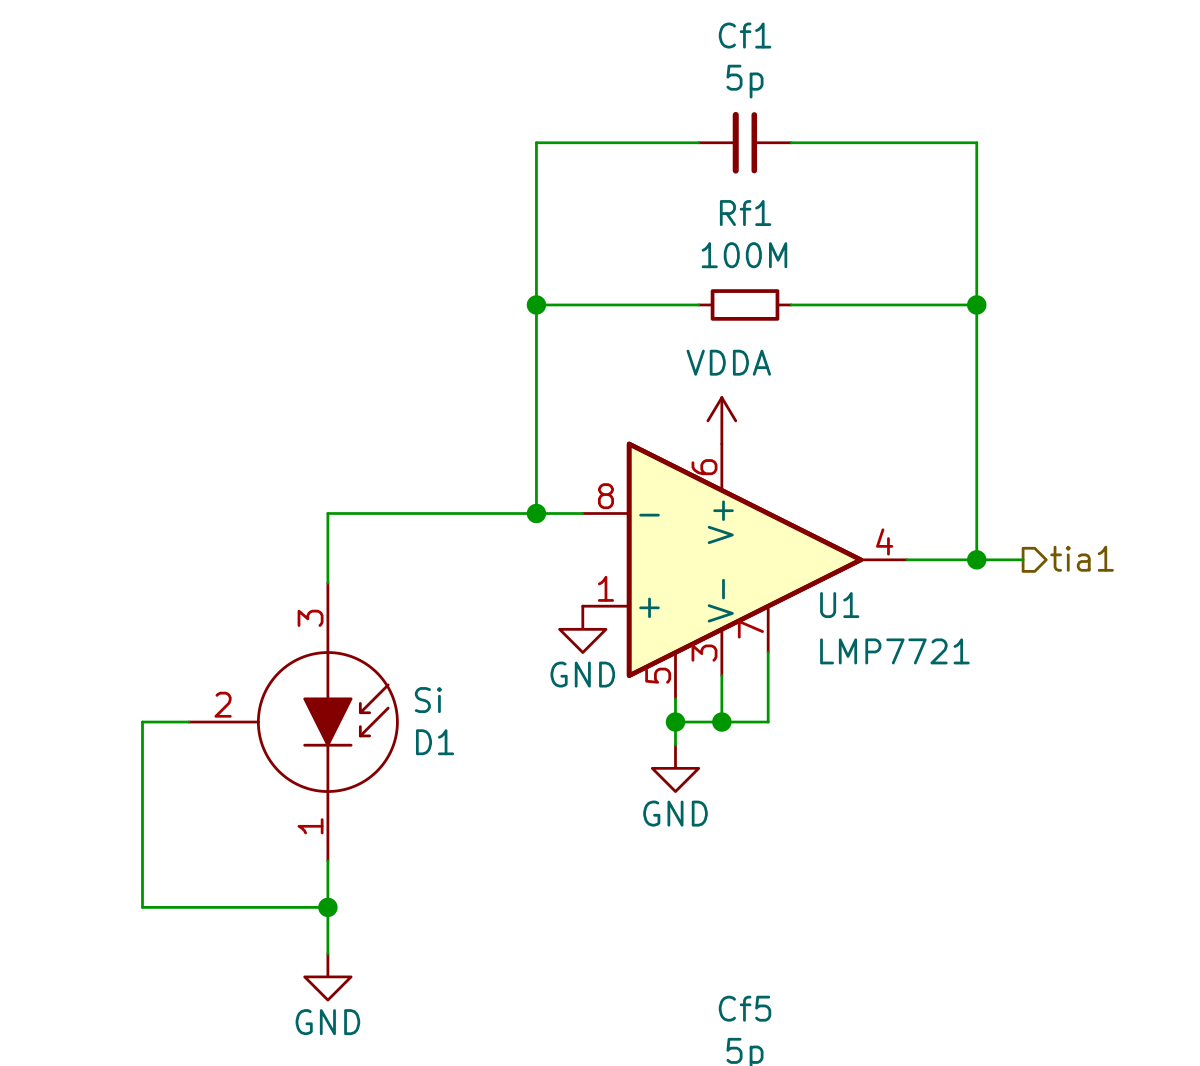 Cf1
5p
Rf1
100M
VDDA
6
8
−
V+
4
tia1
1
+
V−
7
U1
LMP7721
3
GND
5
3
2
Si
D1
GND
1
GND
Cf5
5p